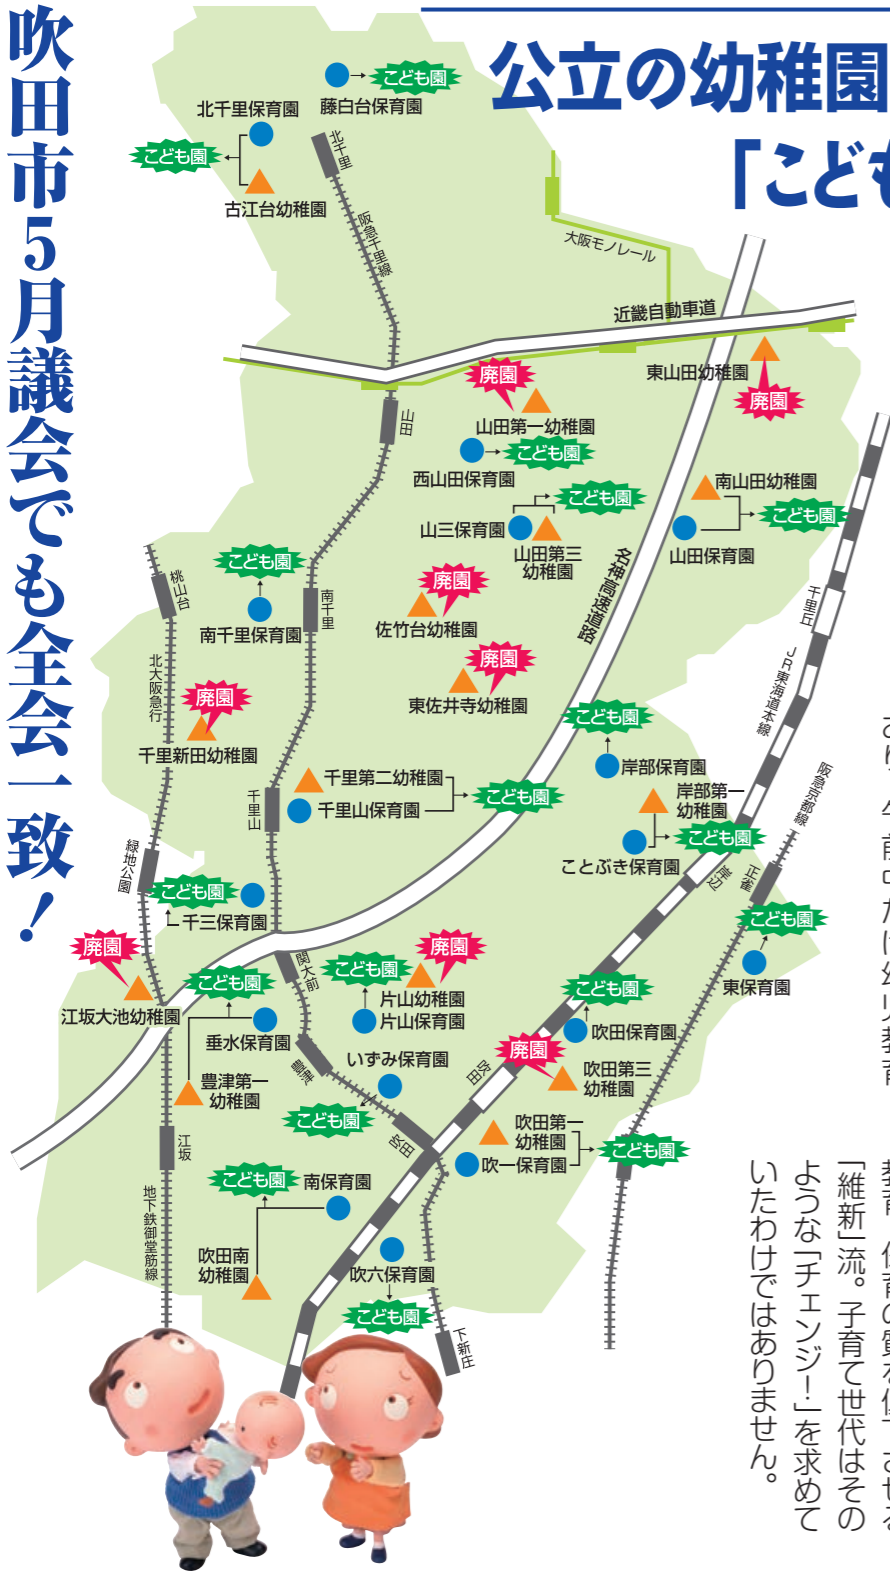 公立の幼稚園
「こども
吹田市5月議会でも全会一致！
こども園
藤白台保育園
北千里保育園
こども園
古江台幼稚園
北千里
阪急千里線
大阪モノレール
近畿自動車道
東山田幼稚園
廃園
廃園
山田第一幼稚園
山田
西山田保育園
こども園
南山田幼稚園
こども園
山田保育園
こども園
山三保育園
山田第三
幼稚園
名神高速道路
千里丘
JR東海道本線
桃山台
こども園
南千里保育園
南千里
廃園
佐竹台幼稚園
廃園
東佐井寺幼稚園
北大阪急行
廃園
千里新田幼稚園
こども園
岸部保育園
千里第二幼稚園
千里山保育園
こども園
千里山
岸部第一
幼稚園
こども園
ことぶき保育園
岸辺
阪急京都線
正雀
こども園
東保育園
緑地公園
こども園
千三保育園
廃園
江坂大池幼稚園
こども園
垂水保育園
豊津第一
幼稚園
関大前
こども園
廃園
片山幼稚園
片山保育園
豊津
いずみ保育園
こども園
吹田
こども園
吹田保育園
廃園
吹田第三
幼稚園
吹田
吹田第一
幼稚園
吹一保育園
こども園
江坂
地下鉄御堂筋線
こども園
南保育園
吹田南
幼稚園
吹六保育園
こども園
下新庄
「維新」流。子育て世代はその
ような「チェンジ！」を求めて
いたわけではありません。